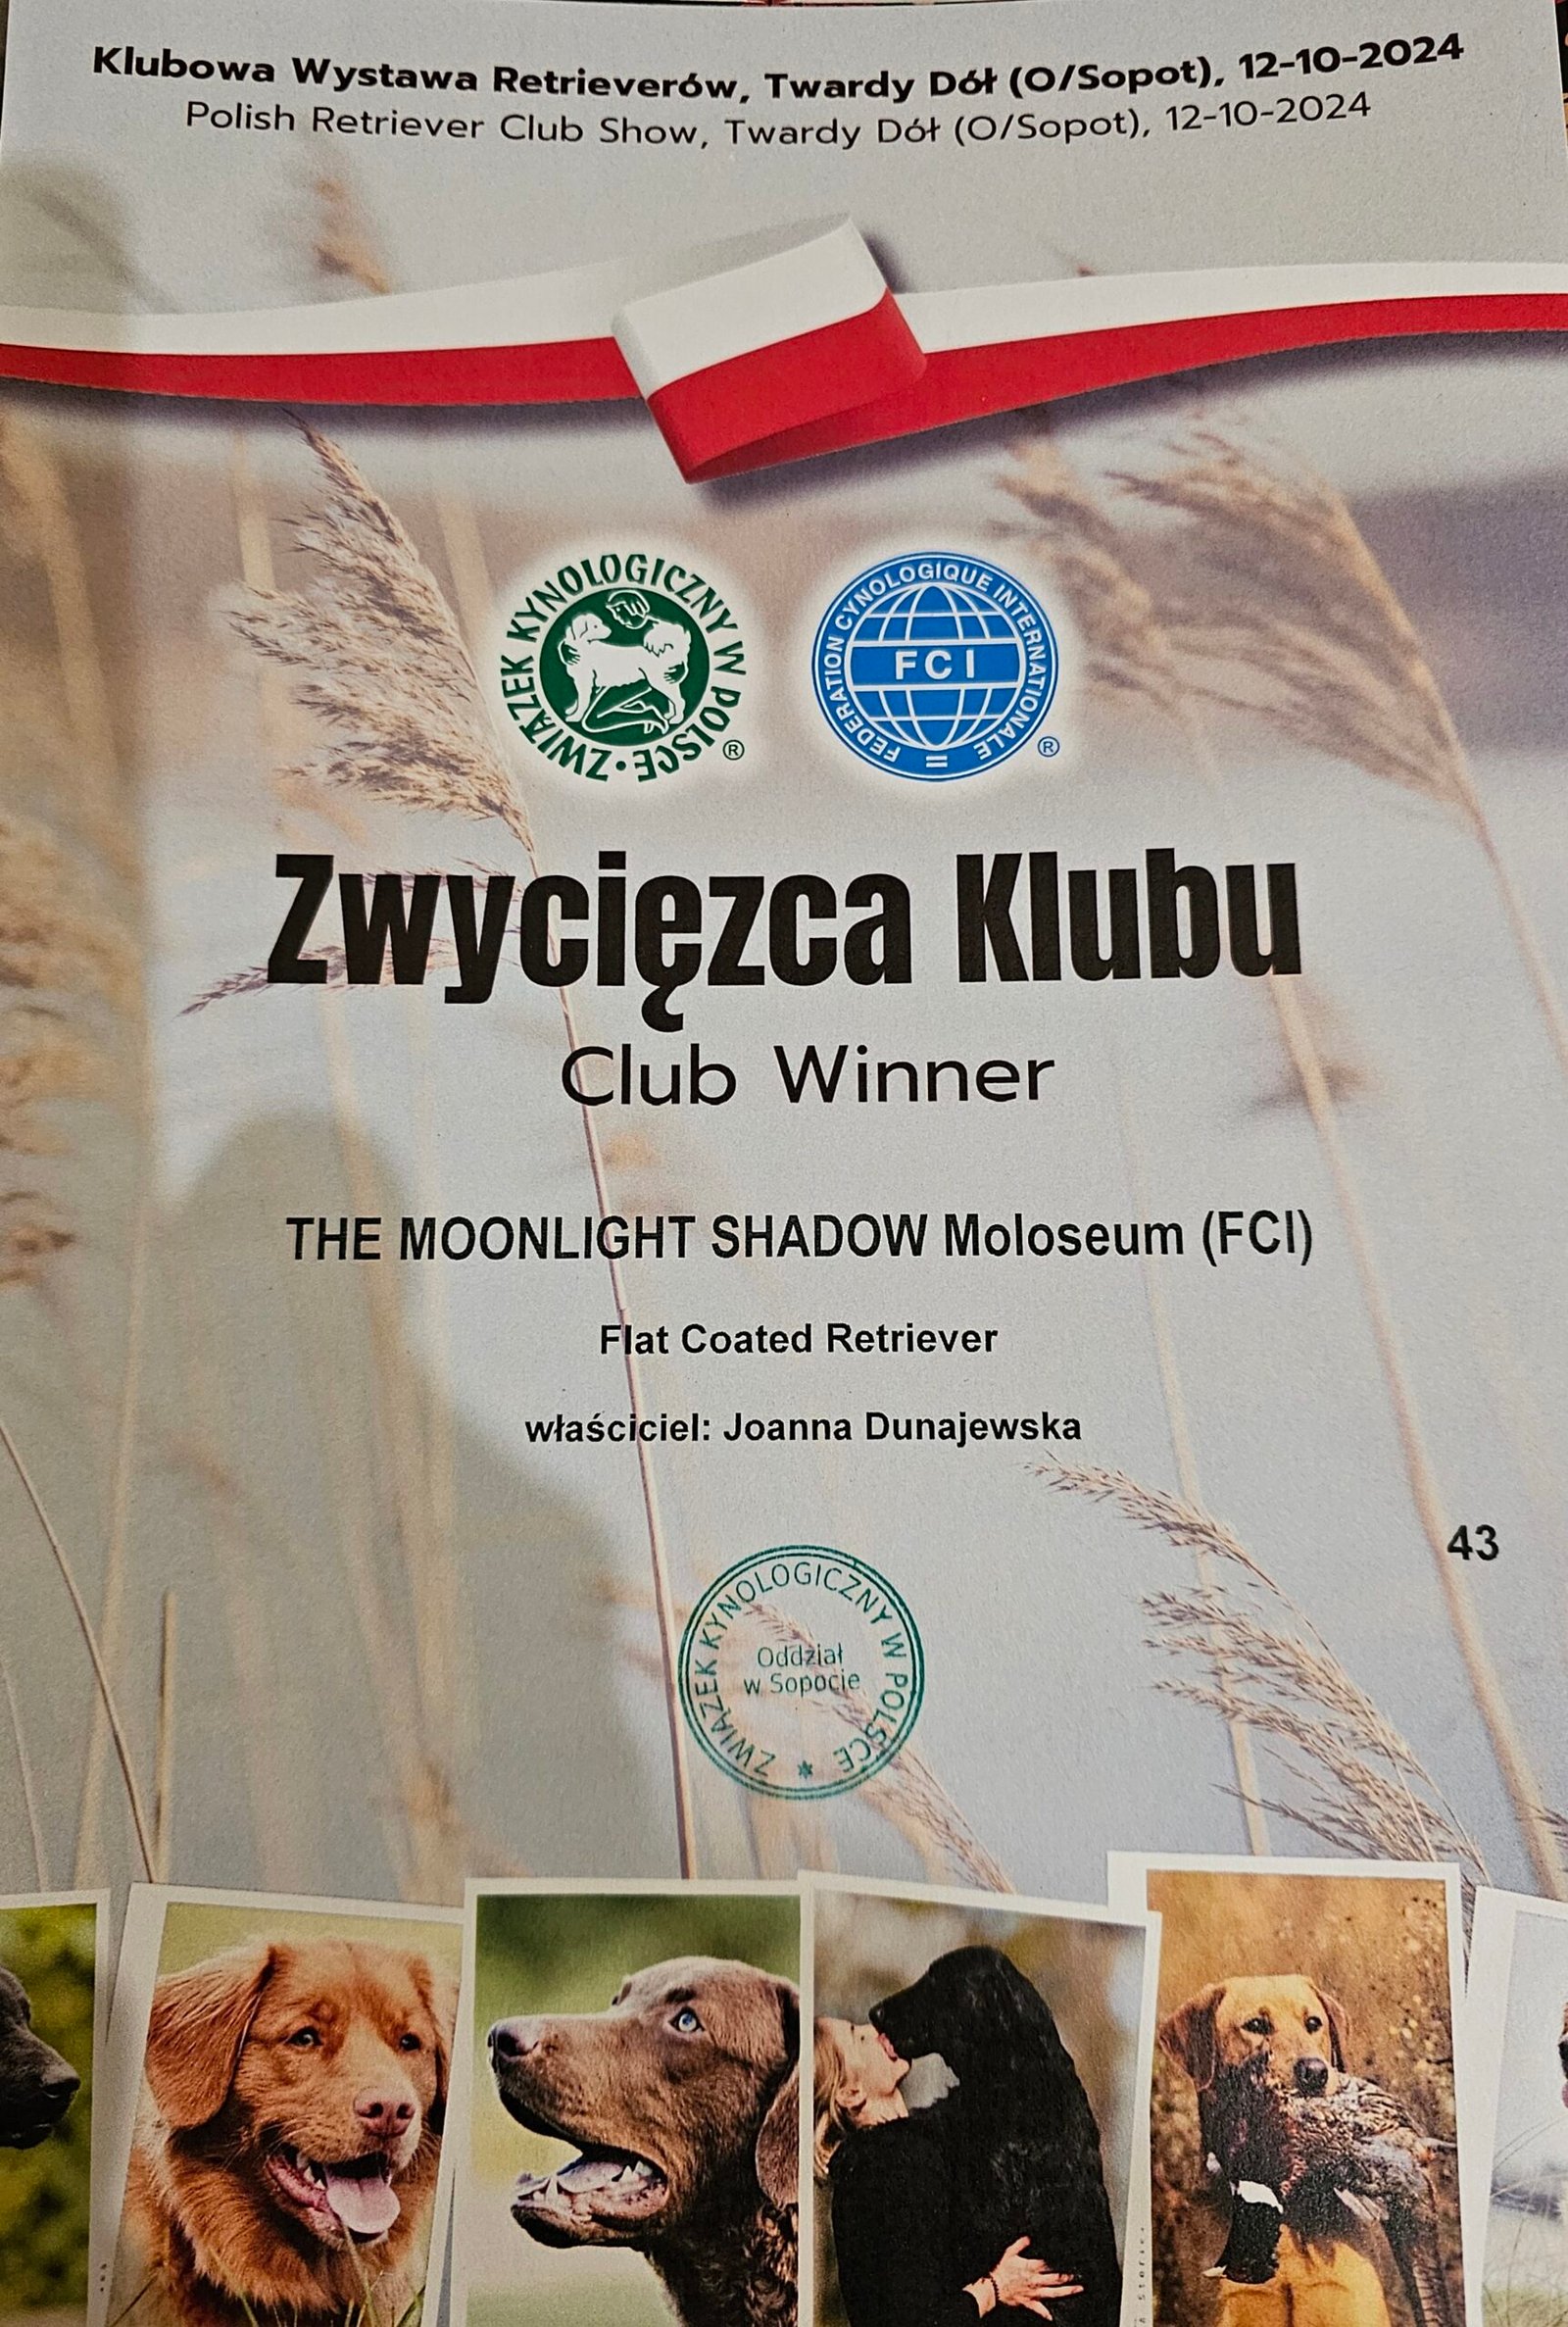 Klubowa Wystawa Retrieverów, Twardy Dół (O/Sopot), 12-10-2024
Polish Retriever Club Show, Twardy Dół (O/Sopot), 12-10-2024
ZWIĄZEK KYNOLOGICZNY W POLSCE • ®
FEDERATION CYNOLOGIQUE INTERNATIONALE = ®
FCI
Zwycięzca Klubu
Club Winner
THE MOONLIGHT SHADOW Moloseum (FCI)
Flat Coated Retriever
właściciel: Joanna Dunajewska
43
ZWIĄZEK KYNOLOGICZNY W POLSCE *
Oddział
w Sopocie